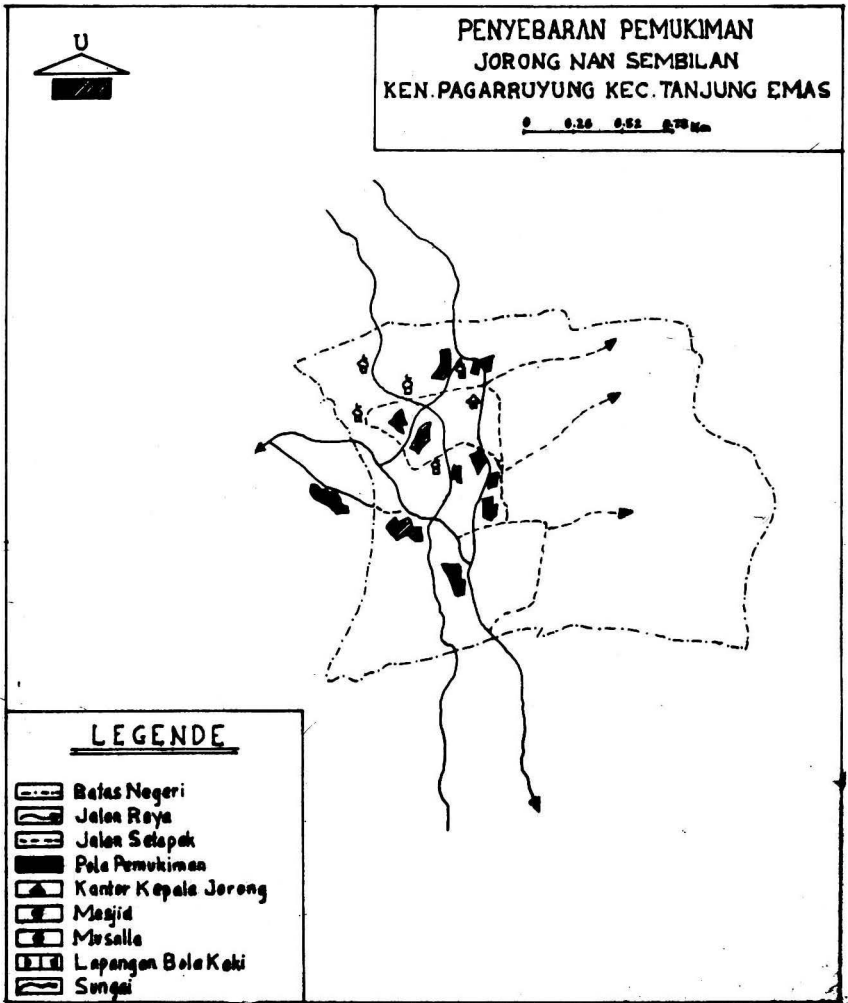 U
PENYEBARAN PEMUKIMAN
JORONG NAN SEMBILAN
KEN.PAGARRUYUNG KEC.TANJUNG EMAS
0 0.26 0.52 0.78 Km
LEGENDE
Batas Negeri
Jalan Raya
Jalan Setapak
Pola Pemukiman
Kantor Kepala Jorong
Masjid
Musalla
Lapangan Bola Kaki
Sungai